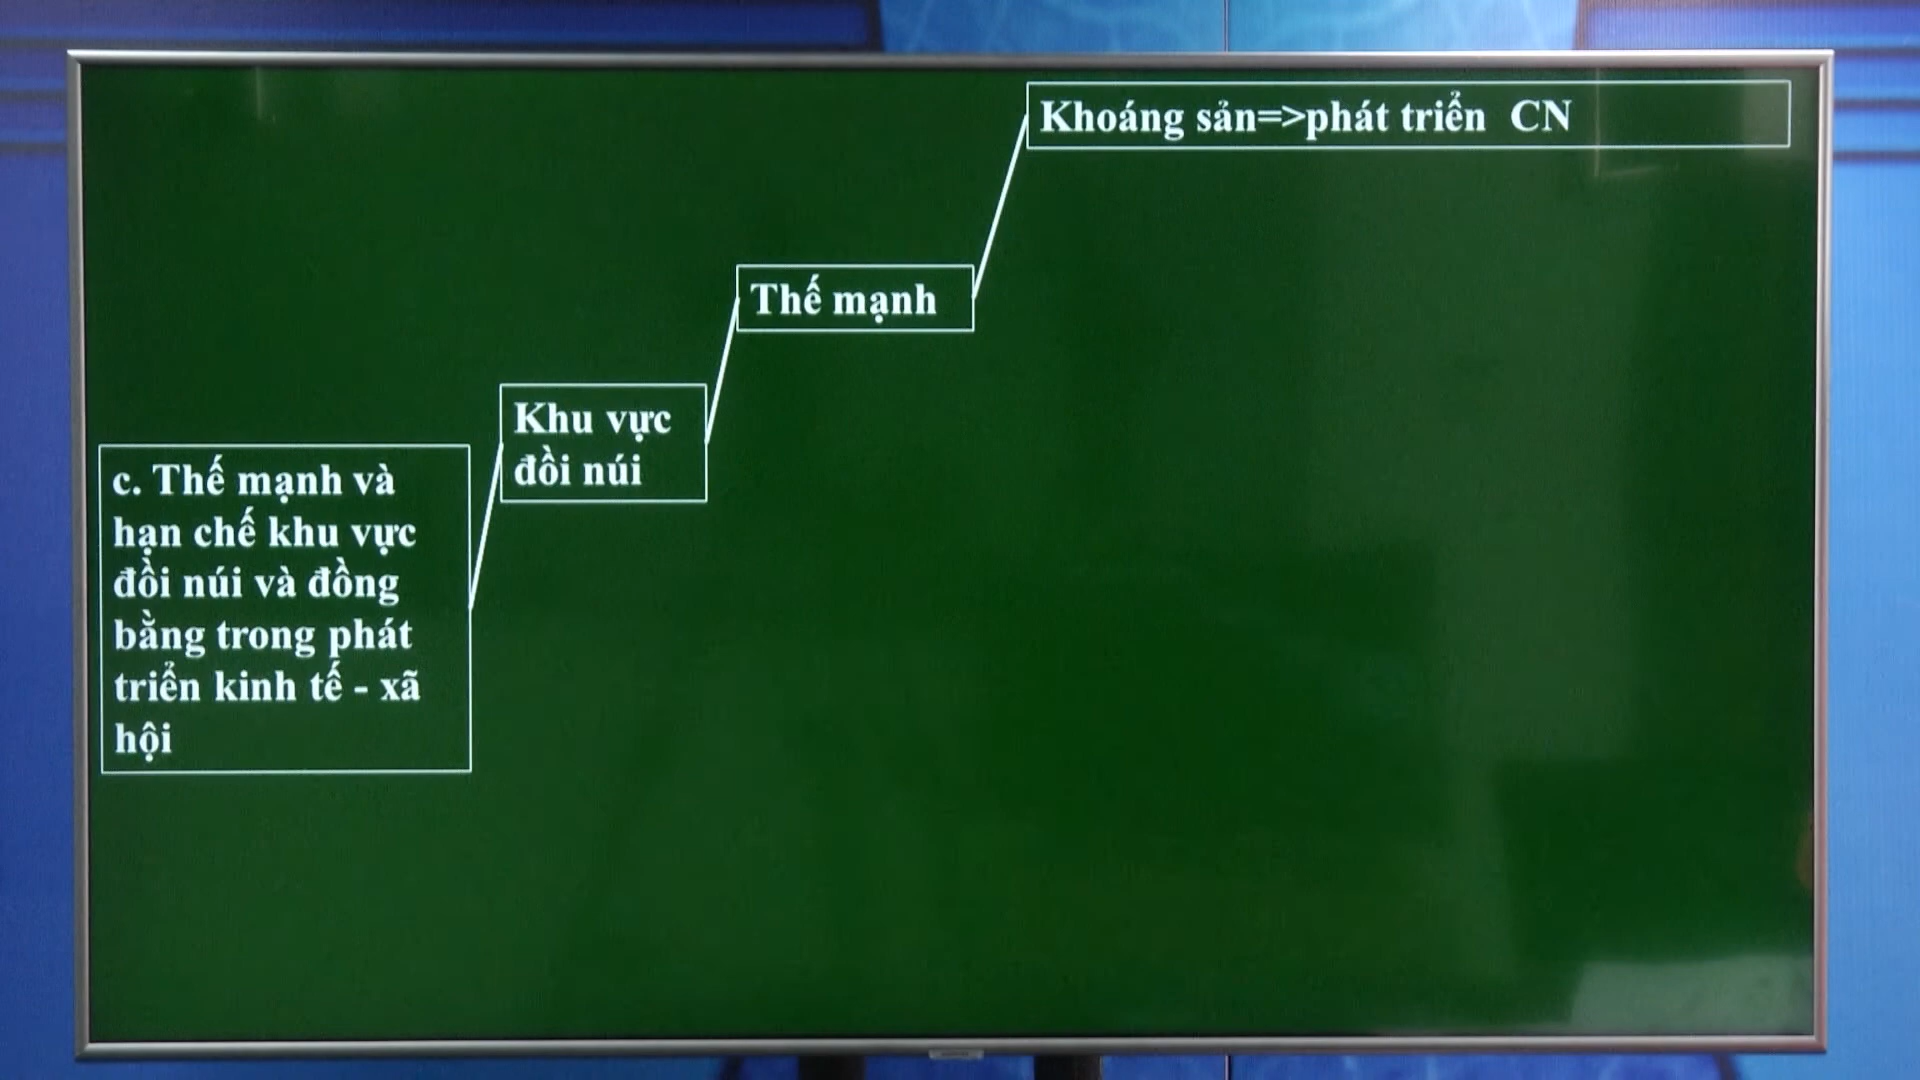 Khoáng sản=>phát triển CN
Thế mạnh
Khu vực
đồi núi
c. Thế mạnh và
hạn chế khu vực
đồi núi và đồng
bằng trong phát
triển kinh tế - xã
hội